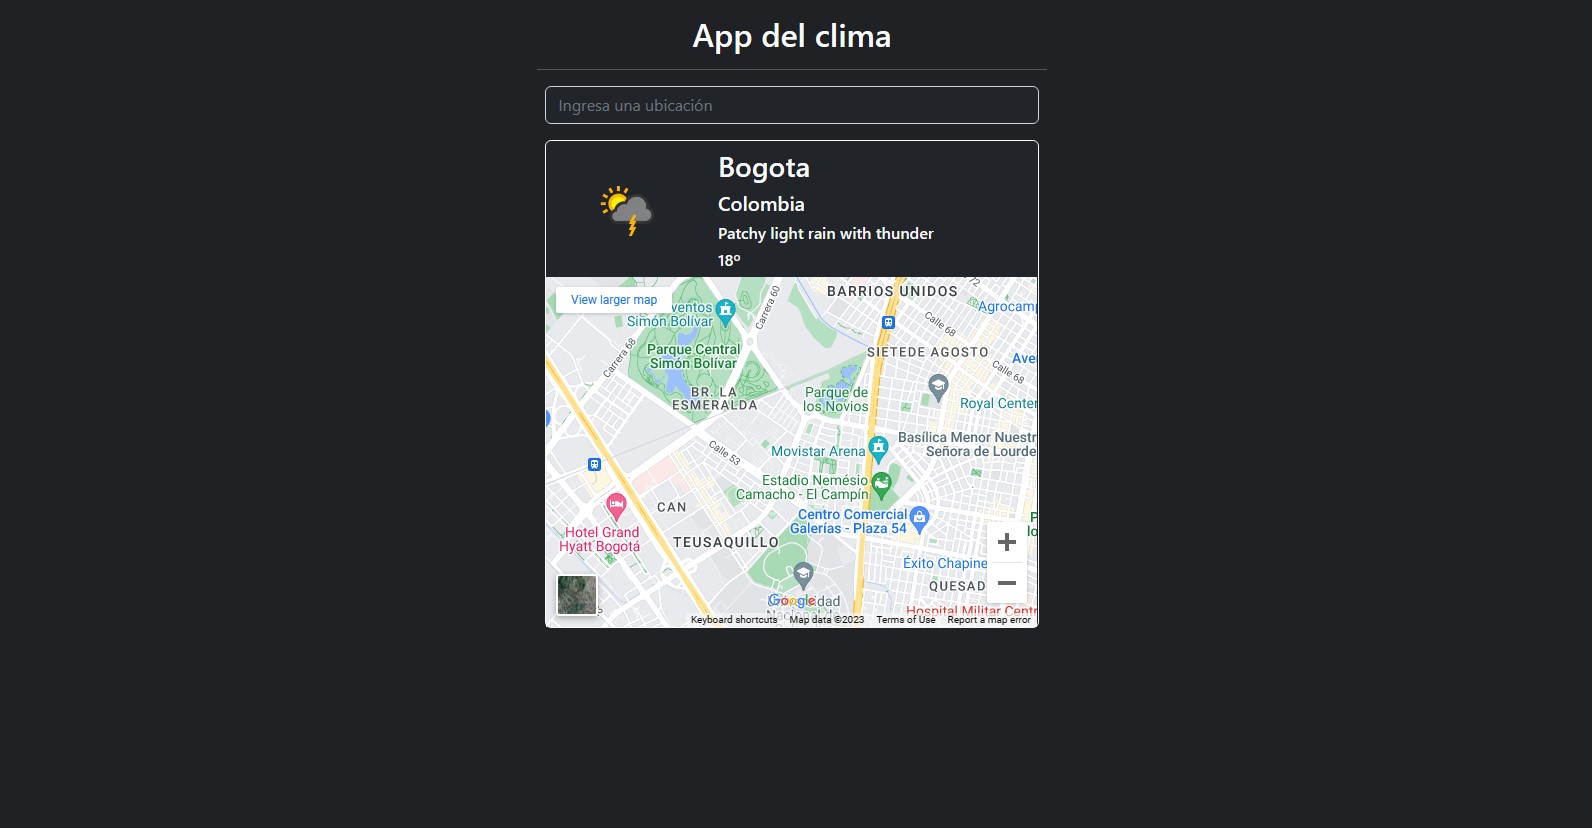 App del clima
Ingresa una ubicación
Bogota
Colombia
Patchy light rain with thunder
18º
View larger map
ventos
Simón Bolívar
Carrera 60
BARRIOS UNIDOS
72
Agrocamp
Calle 68
Carrera 68
Parque Central
Simón Bolívar
SIETEDE AGOSTO
Ave
Calle 68
BR. LA
ESMERALDA
Parque de
los Novios
Royal Center
Calle 53
Movistar Arena
Basílica Menor Nuestr
Señora de Lourde
Estadio Nemésio
Camacho - El Campín
CAN
Centro Comercial
Galerías - Plaza 54
P
lo
Hotel Grand
Hyatt Bogotá
TEUSAQUILLO
Éxito Chapine
QUESAD
Google
idad
Hospital Militar Centr
Keyboard shortcuts
Map data ©2023
Terms of Use
Report a map error